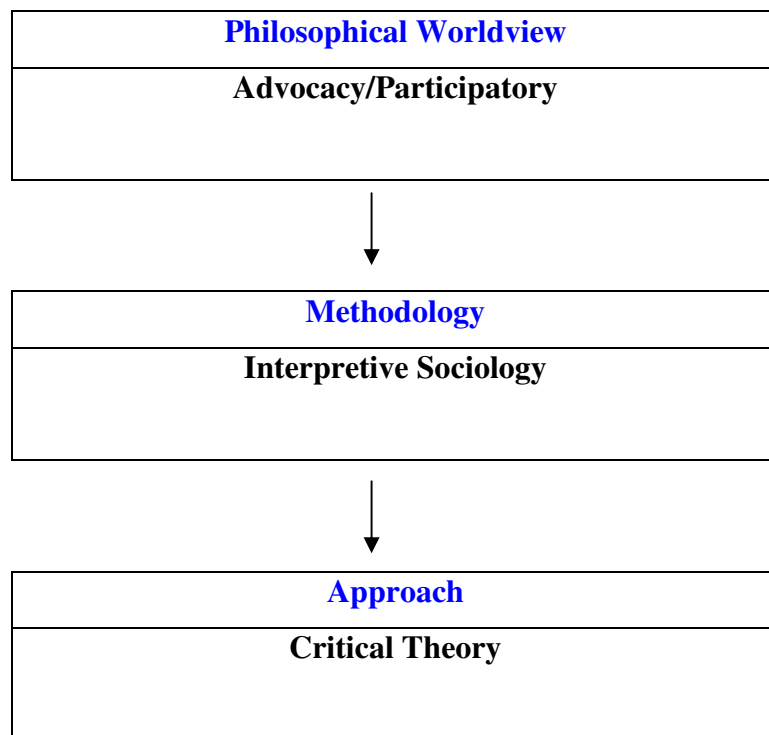 Philosophical Worldview
Advocacy/Participatory
Methodology
Interpretive Sociology
Approach
Critical Theory